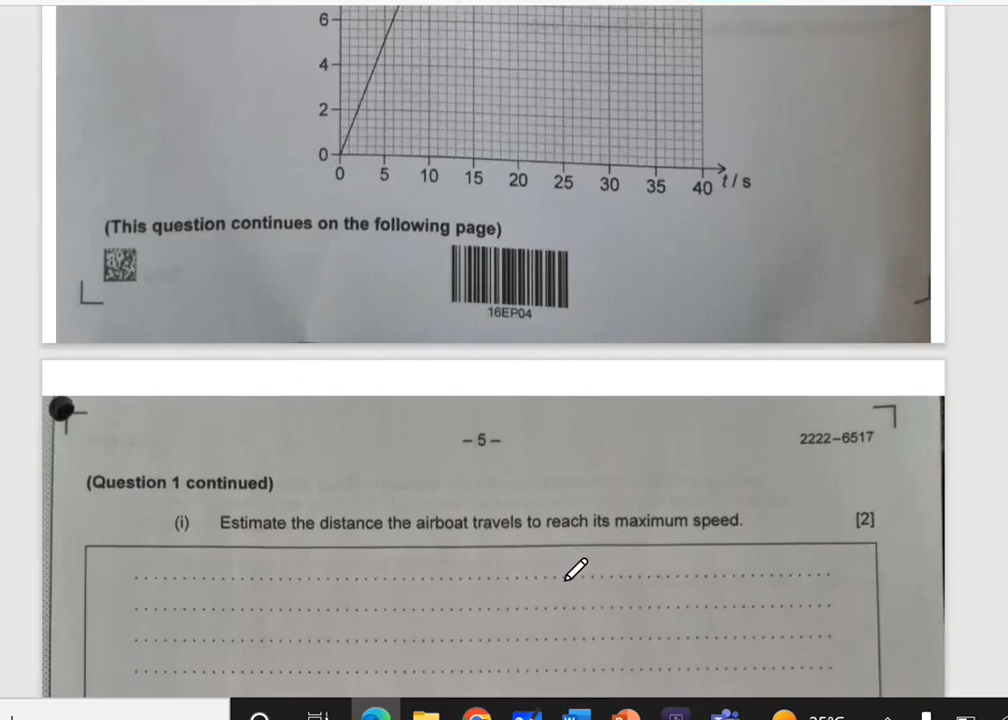 6
4
2
0
0 5 10 15 20 25 30 35 40 t / s
(This question continues on the following page)
16EP04
– 5 –
2222–6517
(Question 1 continued)
(i) Estimate the distance the airboat travels to reach its maximum speed. [2]